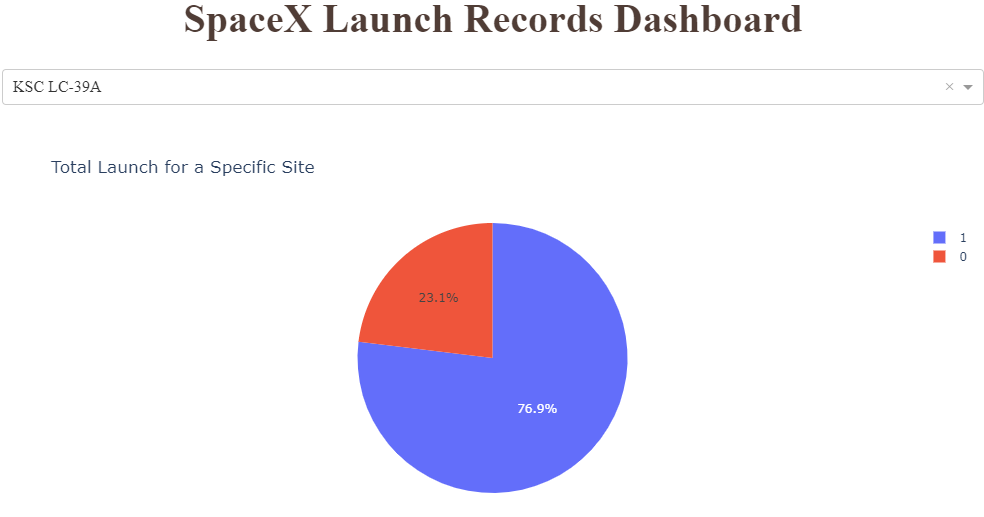 SpaceX Launch Records Dashboard
KSC LC-39A
Total Launch for a Specific Site
1
0
23.1%
76.9%